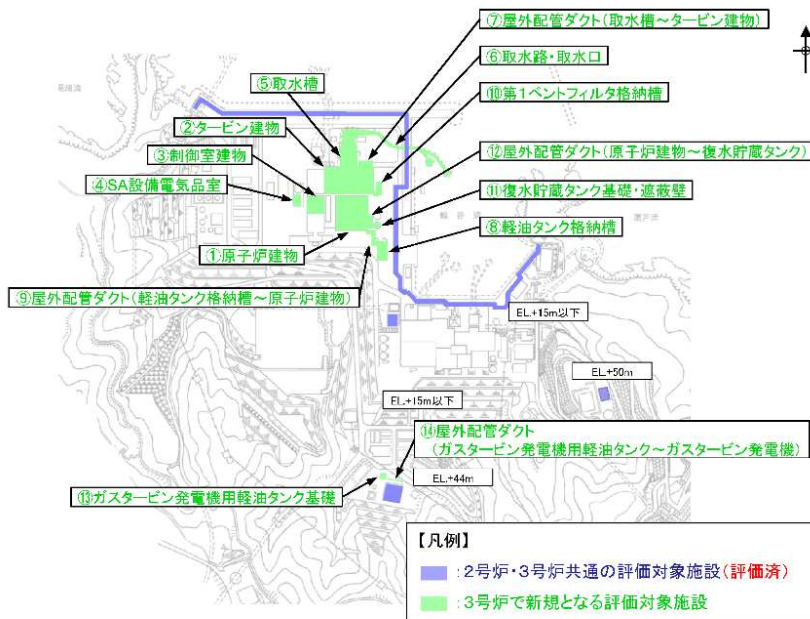 ⑦屋外配管ダクト(取水槽～タービン建物)
⑥取水路・取水口
⑤取水槽
⑩第1ベントフィルタ格納槽
②タービン建物
③制御室建物
⑫屋外配管ダクト(原子炉建物～復水貯蔵タンク)
④SA設備電気品室
⑪復水貯蔵タンク基礎・遮蔽壁
⑧軽油タンク格納槽
①原子炉建物
⑨屋外配管ダクト(軽油タンク格納槽～原子炉建物)
EL.+15m以下
EL.+50m
EL.+15m以下
⑭屋外配管ダクト
(ガスタービン発電機用軽油タンク～ガスタービン発電機)
EL.+44m
⑬ガスタービン発電機用軽油タンク基礎
【凡例】
:2号炉・3号炉共通の評価対象施設(評価済)
:3号炉で新規となる評価対象施設